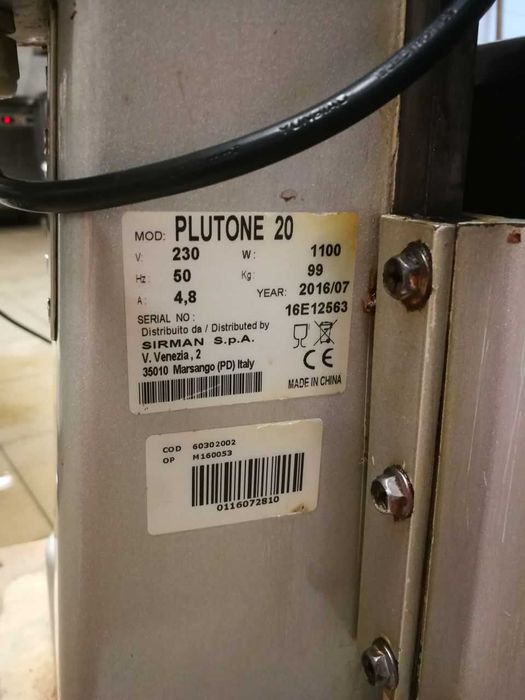 MOD: PLUTONE 20
V: 230 W: 1100
Hz: 50 Kg: 99
A: 4,8 YEAR: 2016/07
SERIAL NO: 16E12563
Distribuito da / Distributed by
SIRMAN S.p.A.
V. Venezia, 2
35010 Marsango (PD) Italy
CE
MADE IN CHINA
COD 60302002
OP M160053
0116072810